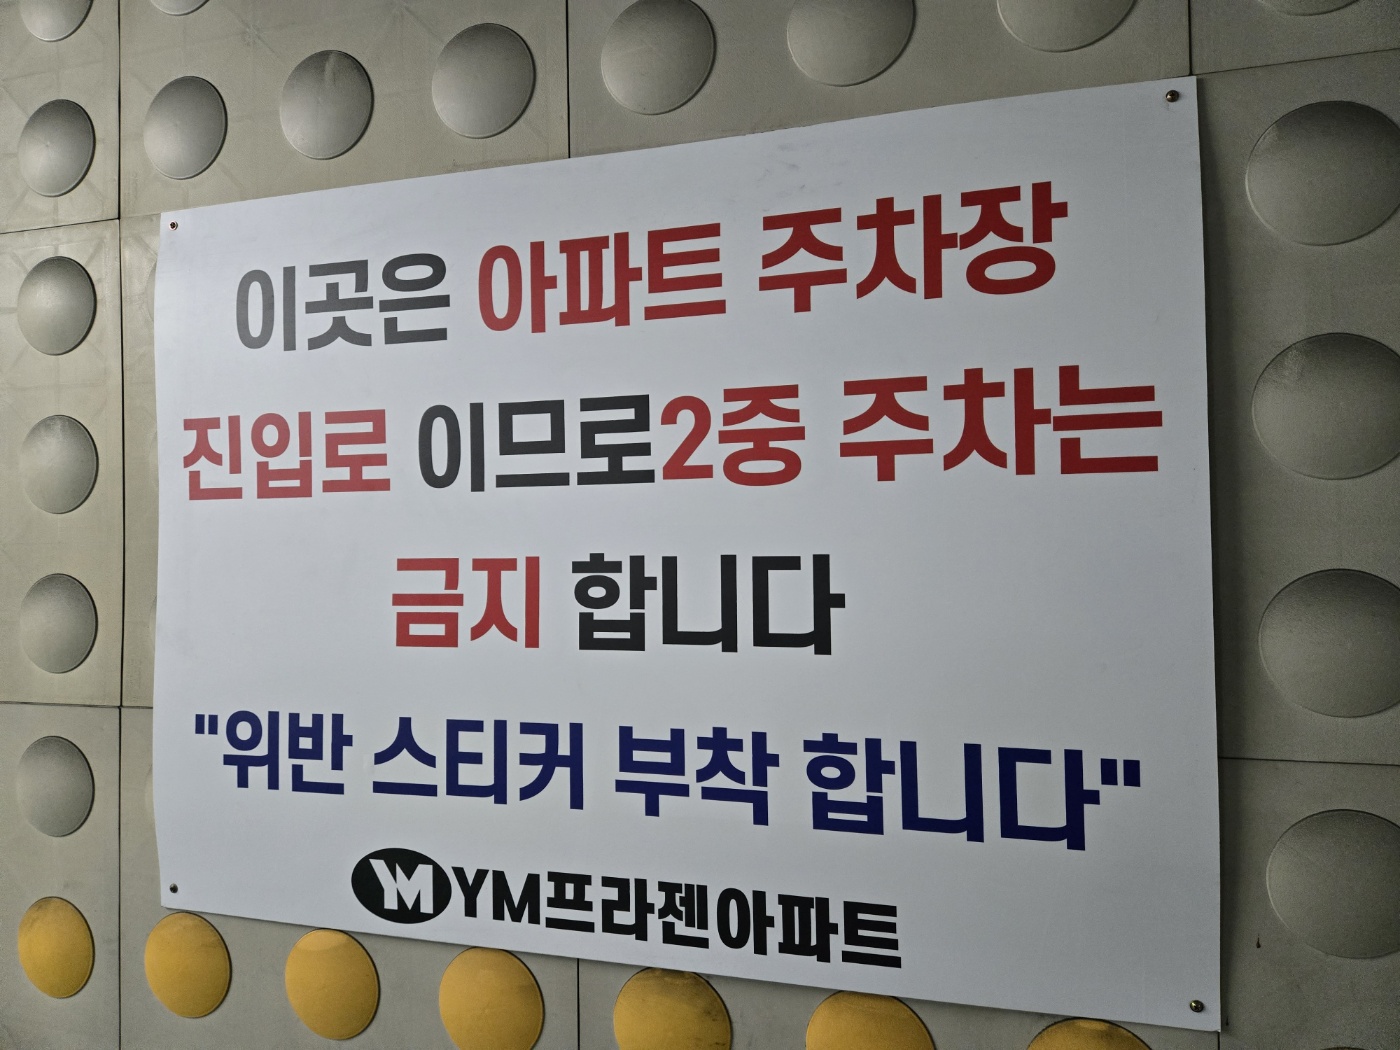 이곳은 아파트 주차장
진입로 이므로2중 주차는
금지 합니다
"위반 스티커 부착 합니다"
YM YM프라젠아파트